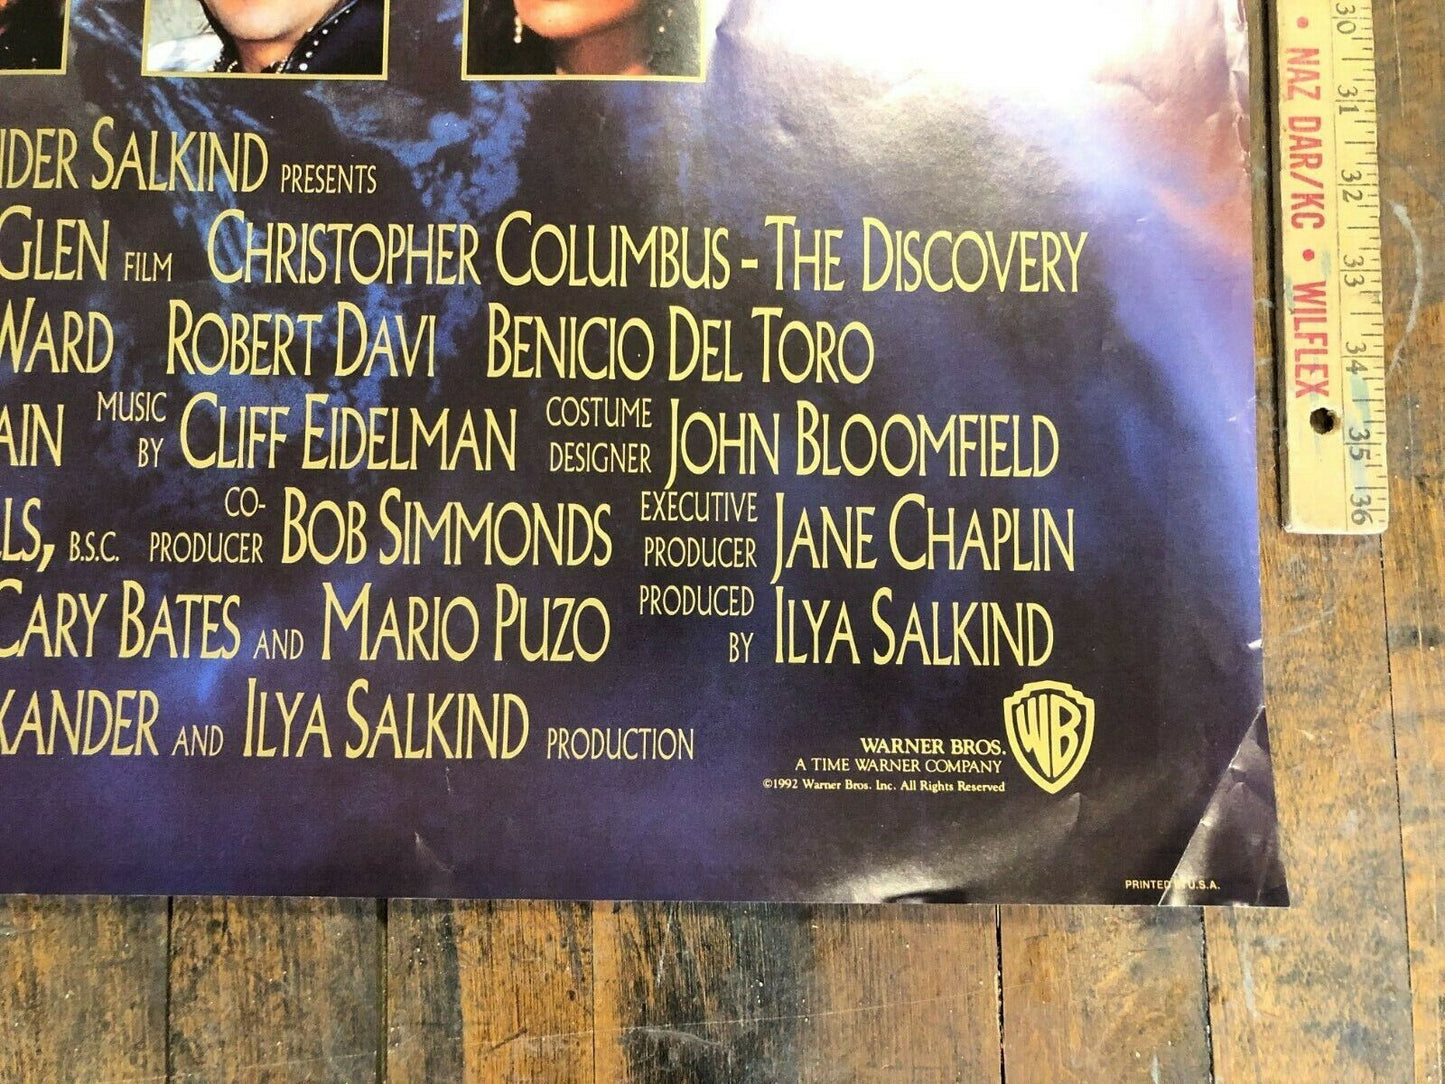 NDER SALKIND PRESENTS
GLEN FILM CHRISTOPHER COLUMBUS - THE DISCOVERY
WARD ROBERT DAVI BENICIO DEL TORO
AIN MUSIC BY CLIFF EIDELMAN COSTUME DESIGNER JOHN BLOOMFIELD
LLS, B.S.C. CO-PRODUCER BOB SIMMONDS EXECUTIVE PRODUCER JANE CHAPLIN
CARY BATES AND MARIO PUZO PRODUCED BY ILYA SALKIND
XANDER AND ILYA SALKIND PRODUCTION
WARNER BROS.
A TIME WARNER COMPANY
©1992 Warner Bros. Inc. All Rights Reserved
WB
PRINTED U.S.A.
30 31 32 33 34 35 36
• NAZ DAR/KC • WILFLEX